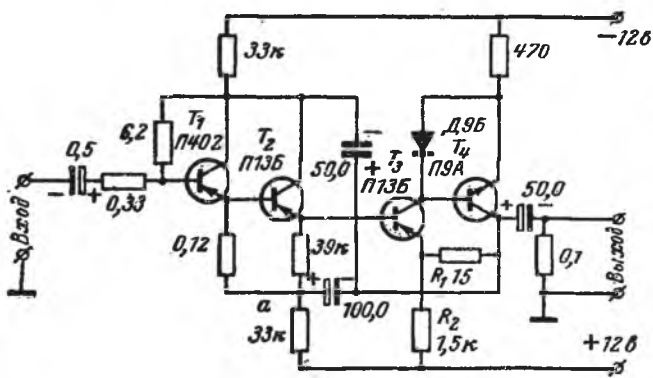 − 12в
33к
470
Т1
П402
6,2
Т2
П13Б
Д9Б
Т4
П9А
0,5
50,0
Т3
П13Б
50,0
0,33
Вход
0,12
39к
R1 15
0,1
Выход
а
100,0
33к
R2
1,5к
+ 12в